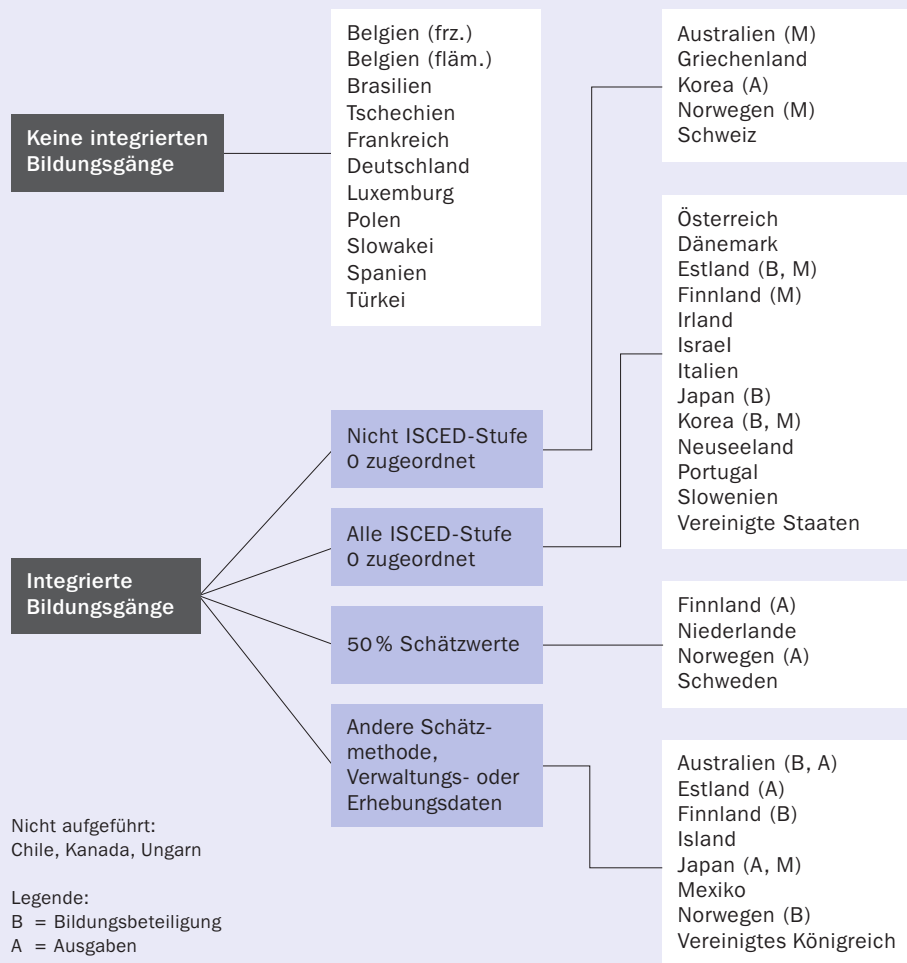 Keine integrierten
Bildungsgänge
Belgien (frz.)
Belgien (fläm.)
Brasilien
Tschechien
Frankreich
Deutschland
Luxemburg
Polen
Slowakei
Spanien
Türkei
Integrierte
Bildungsgänge
Nicht ISCED-Stufe
0 zugeordnet
Australien (M)
Griechenland
Korea (A)
Norwegen (M)
Schweiz
Alle ISCED-Stufe
0 zugeordnet
Österreich
Dänemark
Estland (B, M)
Finnland (M)
Irland
Israel
Italien
Japan (B)
Korea (B, M)
Neuseeland
Portugal
Slowenien
Vereinigte Staaten
50 % Schätzwerte
Finnland (A)
Niederlande
Norwegen (A)
Schweden
Andere Schätz-
methode,
Verwaltungs- oder
Erhebungsdaten
Australien (B, A)
Estland (A)
Finnland (B)
Island
Japan (A, M)
Mexiko
Norwegen (B)
Vereinigtes Königreich
Nicht aufgeführt:
Chile, Kanada, Ungarn
Legende:
B = Bildungsbeteiligung
A = Ausgaben